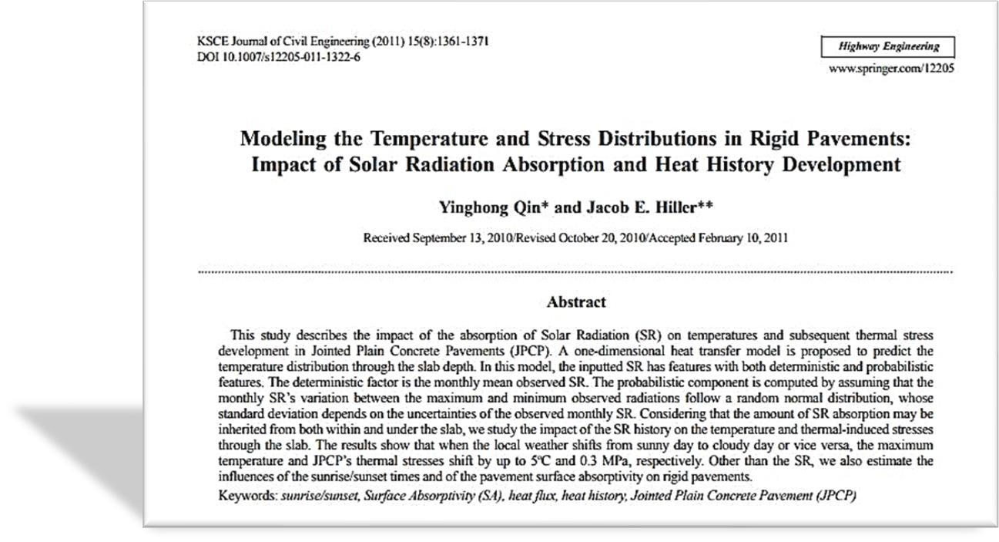 KSCE Journal of Civil Engineering (2011) 15(8):1361-1371
Highway Engineering
DOI 10.1007/s12205-011-1322-6
www.springer.com/12205
Modeling the Temperature and Stress Distributions in Rigid Pavements:
Impact of Solar Radiation Absorption and Heat History Development
Yinghong Qin* and Jacob E. Hiller**
Received September 13, 2010/Revised October 20, 2010/Accepted February 10, 2011
Abstract
This study describes the impact of the absorption of Solar Radiation (SR) on temperatures and subsequent thermal stress
development in Jointed Plain Concrete Pavements (JPCP). A one-dimensional heat transfer model is proposed to predict the
temperature distribution through the slab depth. In this model, the inputted SR has features with both deterministic and probabilistic
features. The deterministic factor is the monthly mean observed SR. The probabilistic component is computed by assuming that the
monthly SR's variation between the maximum and minimum observed radiations follow a random normal distribution, whose
standard deviation depends on the uncertainties of the observed monthly SR. Considering that the amount of SR absorption may be
inherited from both within and under the slab, we study the impact of the SR history on the temperature and thermal-induced stresses
through the slab. The results show that when the local weather shifts from sunny day to cloudy day or vice versa, the maximum
temperature and JPCP's thermal stresses shift by up to 5°C and 0.3 MPa, respectively. Other than the SR, we also estimate the
influences of the sunrise/sunset times and of the pavement surface absorptivity on rigid pavements.
Keywords: sunrise/sunset, Surface Absorptivity (SA), heat flux, heat history, Jointed Plain Concrete Pavement (JPCP)